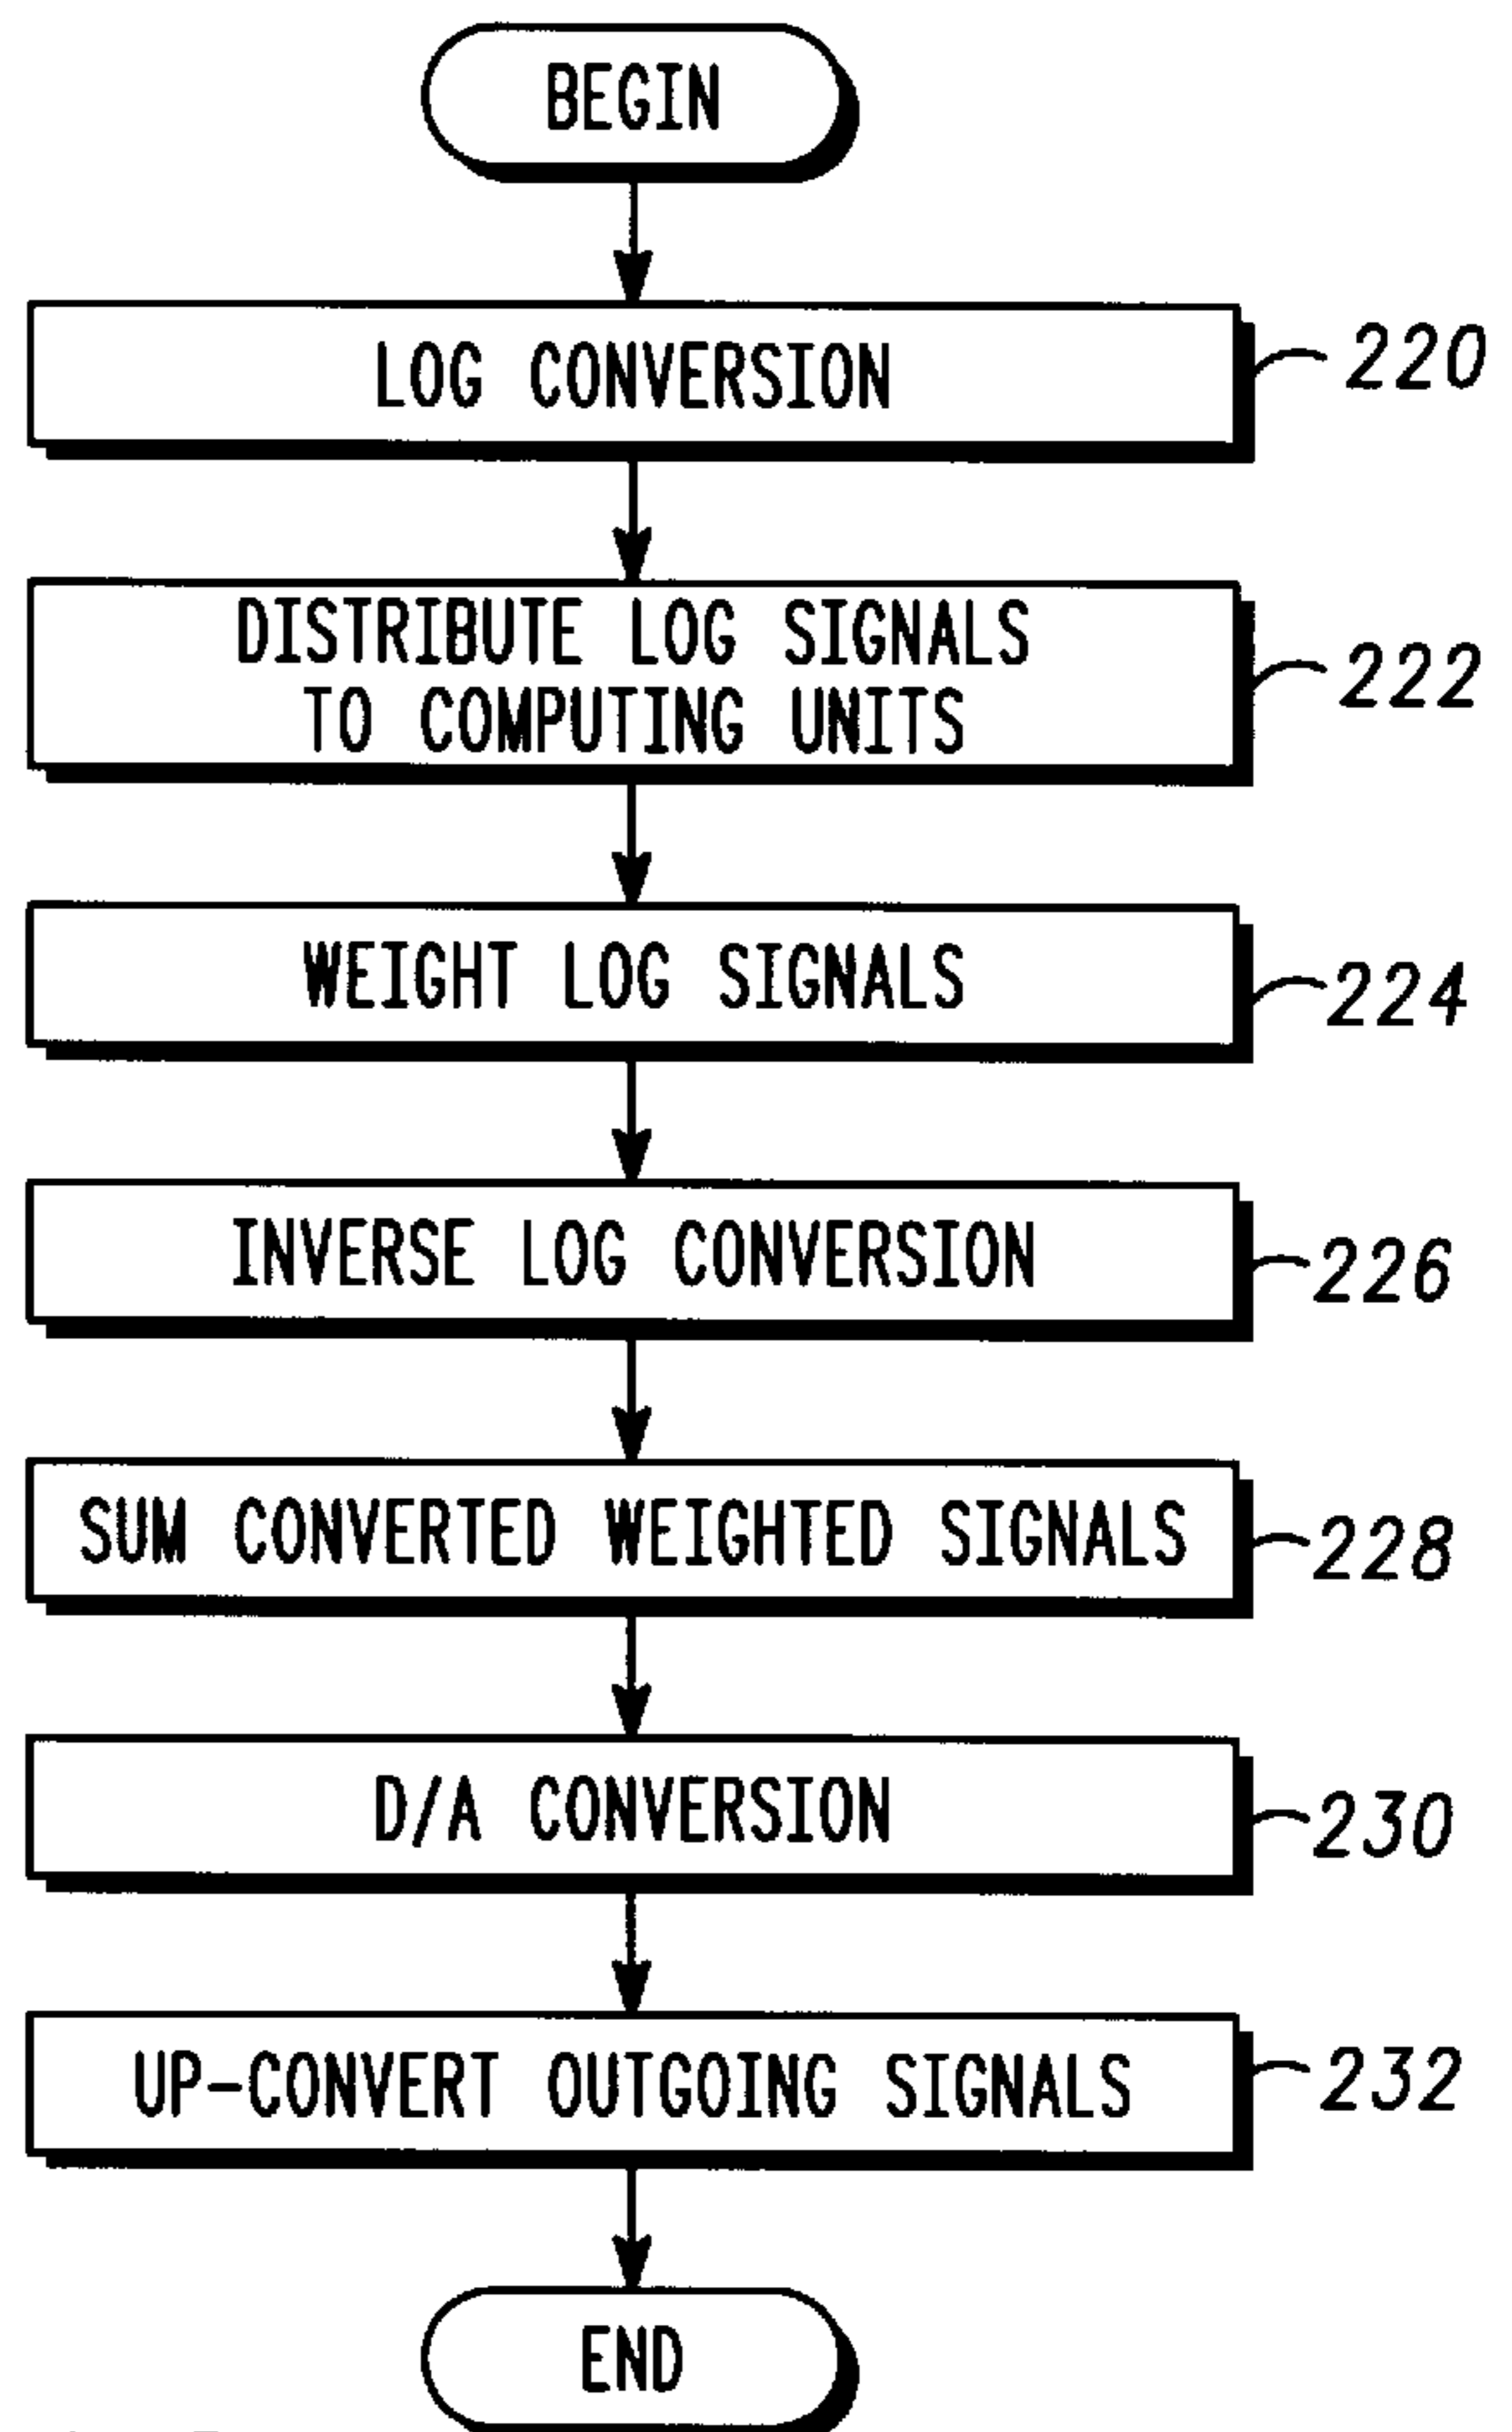 BEGIN
LOG CONVERSION
220
DISTRIBUTE LOG SIGNALS
TO COMPUTING UNITS
222
WEIGHT LOG SIGNALS
224
INVERSE LOG CONVERSION
226
SUM CONVERTED WEIGHTED SIGNALS
228
D/A CONVERSION
230
UP-CONVERT OUTGOING SIGNALS
232
END